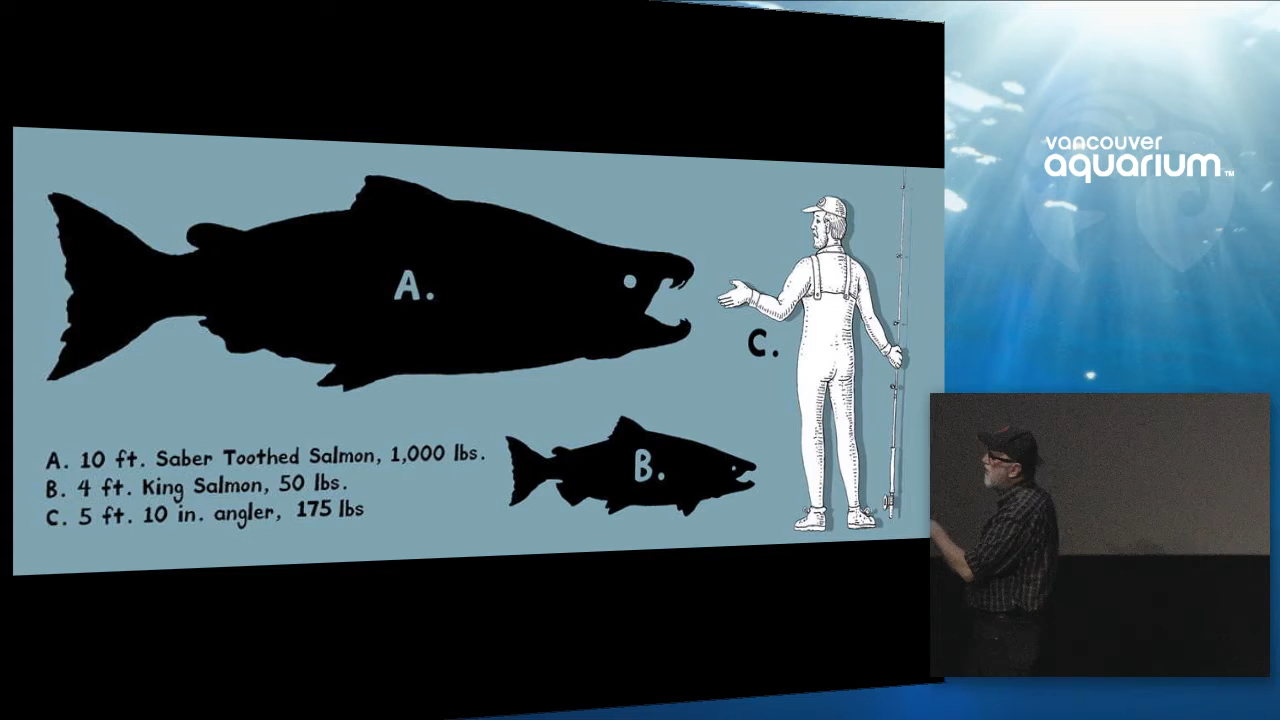 vancouver
aquarium™
A.
C.
B.
A. 10 ft. Saber Toothed Salmon, 1,000 lbs.
B. 4 ft. King Salmon, 50 lbs.
C. 5 ft. 10 in. angler, 175 lbs